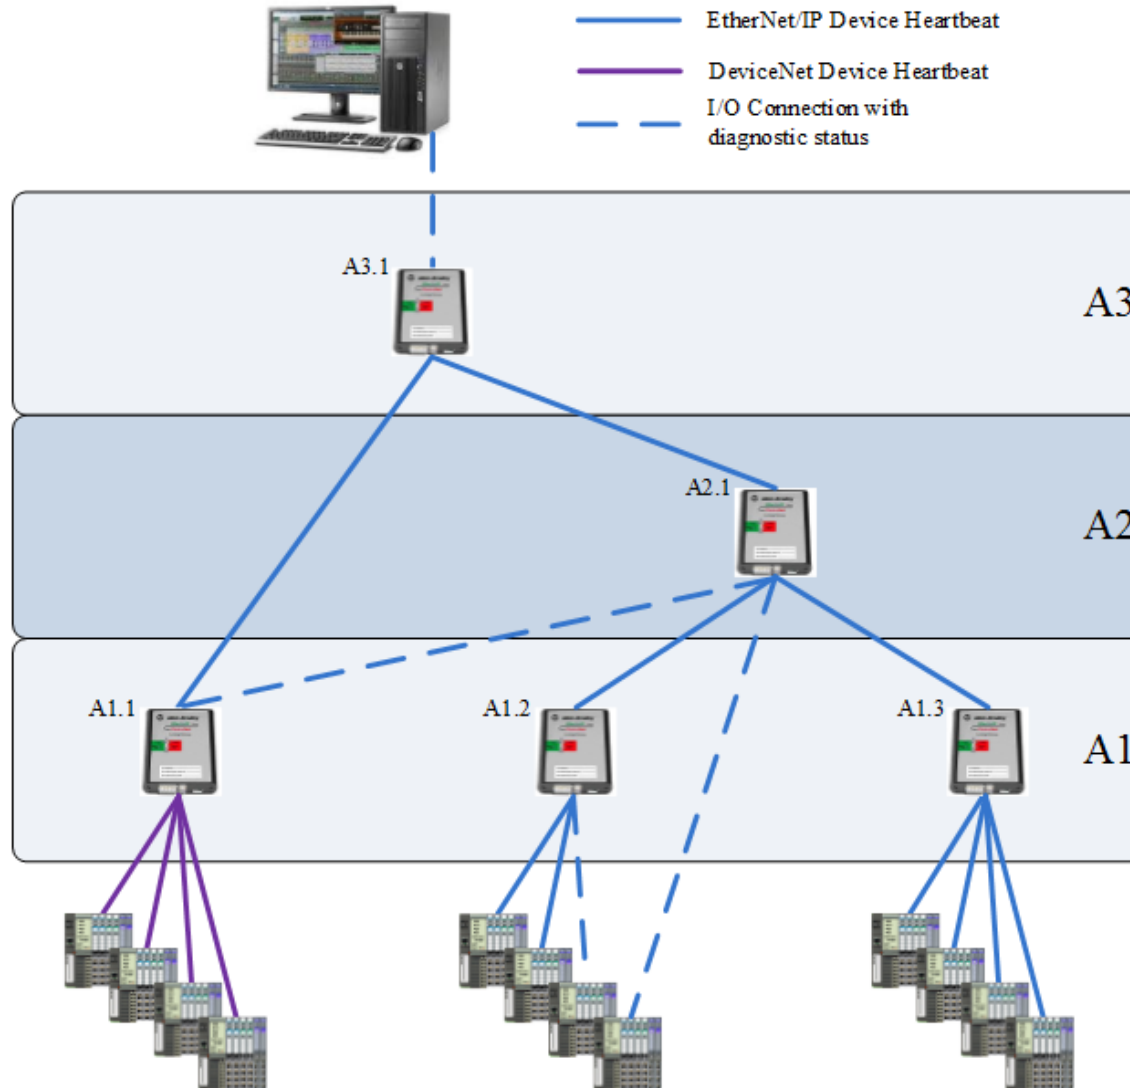 EtherNet/IP Device Heartbeat
DeviceNet Device Heartbeat
I/O Connection with
diagnostic status
A3.1
A3
A2.1
A2
A1.1
A1.2
A1.3
A1